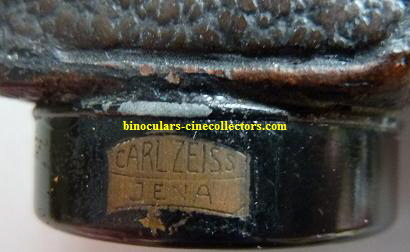 binoculars-cinecollectors.com
CARL ZEISS
JENA